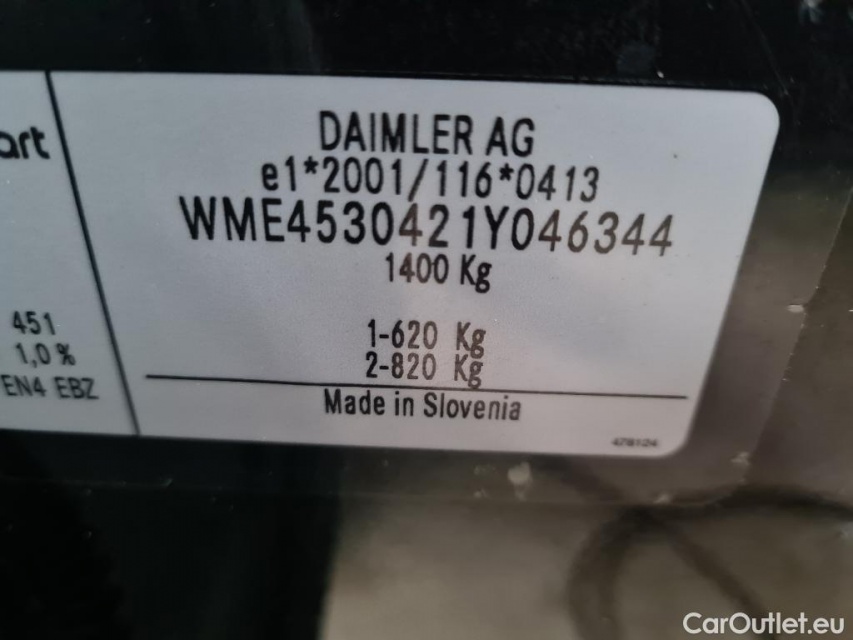 art
DAIMLER AG
e1*2001/116*0413
WME4530421Y046344
1400 Kg
1-620 Kg
2-820 Kg
Made in Slovenia
451
1,0 %
EN4 EBZ
478124
CarOutlet.eu